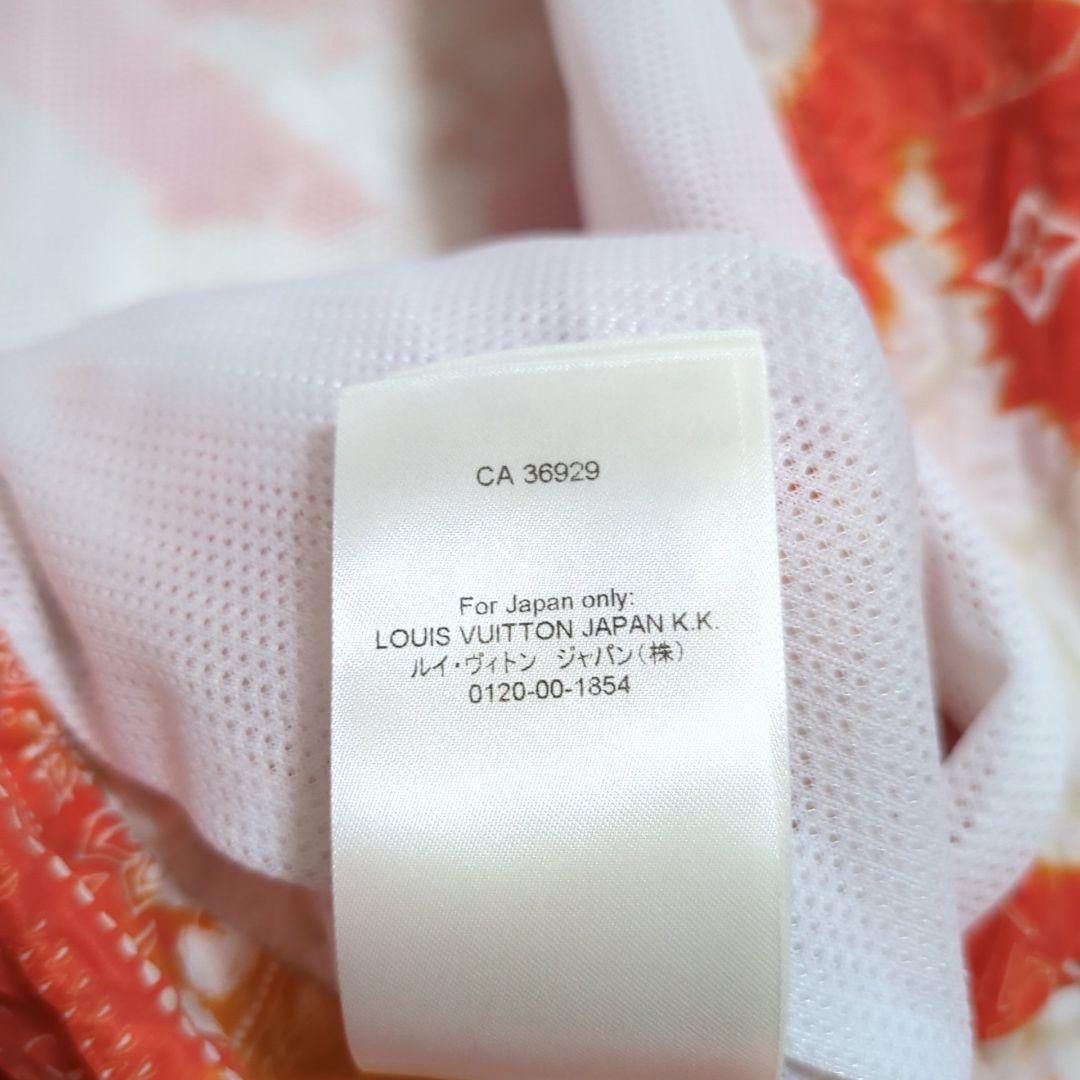 CA 36929
For Japan only:
LOUIS VUITTON JAPAN K.K.
ルイ・ヴィトン　ジャパン(株)
0120-00-1854